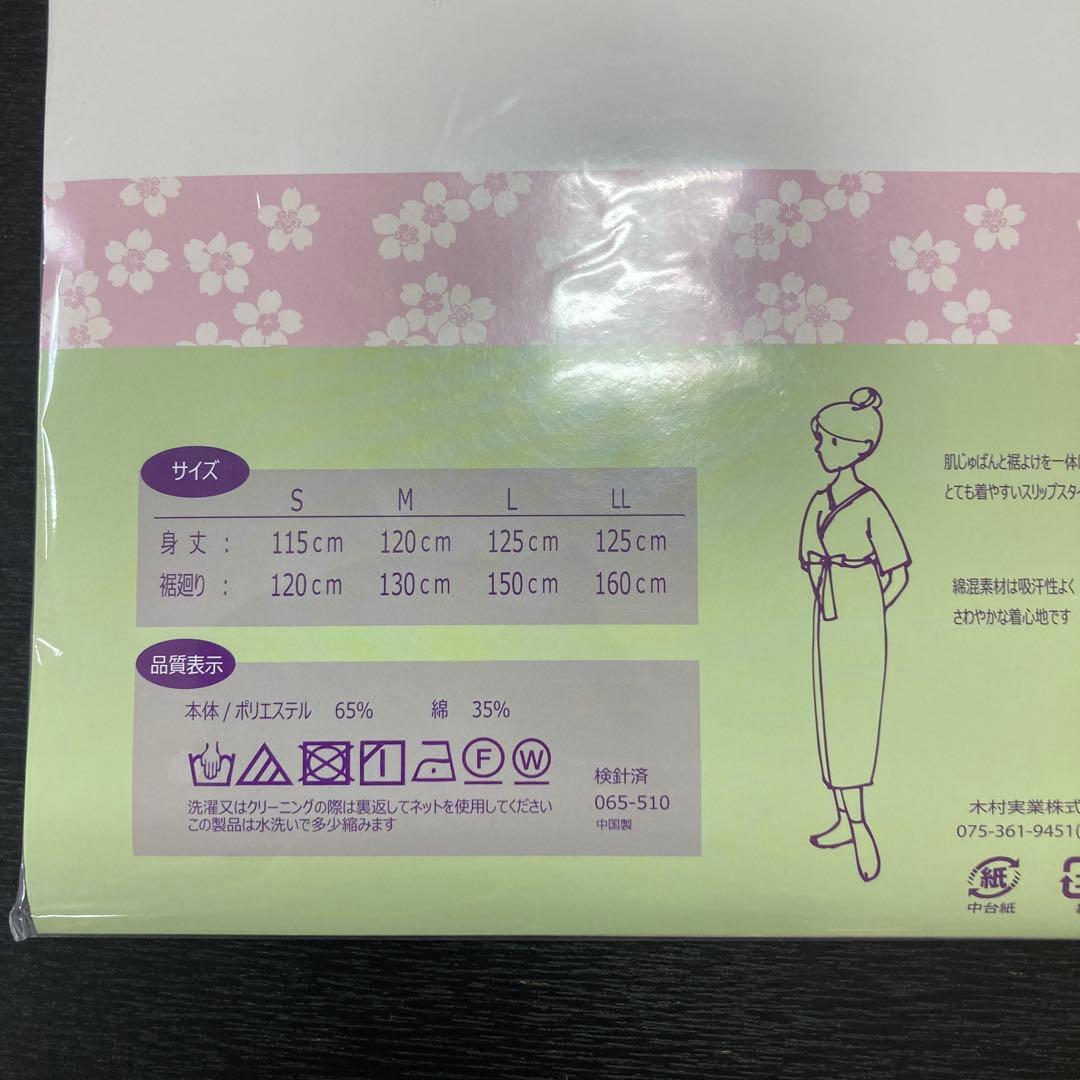 サイズ
S M L LL
身丈: 115cm 120cm 125cm 125cm
裾廻り: 120cm 130cm 150cm 160cm
品質表示
本体/ポリエステル 65% 綿 35%
F W
洗濯又はクリーニングの際は裏返してネットを使用してください
この製品は水洗いで多少縮みます
検針済
065-510
中国製
肌じゅばんと裾よけを一体
とても着やすいスリップスター
綿混素材は吸汗性よく
さわやかな着心地です
木村実業株式
075-361-9451(
紙
中台紙